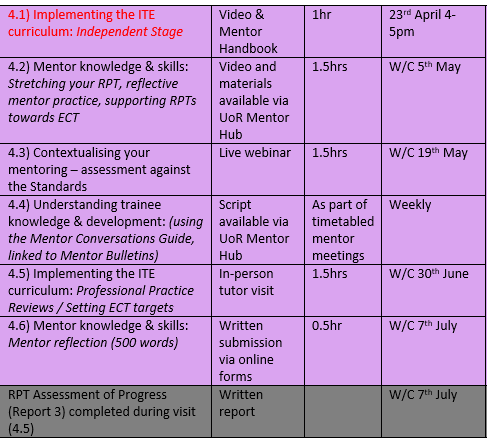 4.1) Implementing the ITE
curriculum: Independent Stage
Video &
Mentor
Handbook
1hr
23rd April 4-
5pm
4.2) Mentor knowledge & skills:
Stretching your RPT, reflective
mentor practice, supporting RPTs
towards ECT
Video and
materials
available via
UoR Mentor
Hub
1.5hrs
W/C 5th May
4.3) Contextualising your
mentoring – assessment against
the Standards
Live webinar
1.5hrs
W/C 19th May
4.4) Understanding trainee
knowledge & development: (using
the Mentor Conversations Guide,
linked to Mentor Bulletins)
Script
available via
UoR Mentor
Hub
As part of
timetabled
mentor
meetings
Weekly
4.5) Implementing the ITE
curriculum: Professional Practice
Reviews / Setting ECT targets
In-person
tutor visit
1.5hrs
W/C 30th June
4.6) Mentor knowledge & skills:
Mentor reflection (500 words)
Written
submission
via online
forms
0.5hr
W/C 7th July
RPT Assessment of Progress
(Report 3) completed during visit
(4.5)
Written
report
W/C 7th July